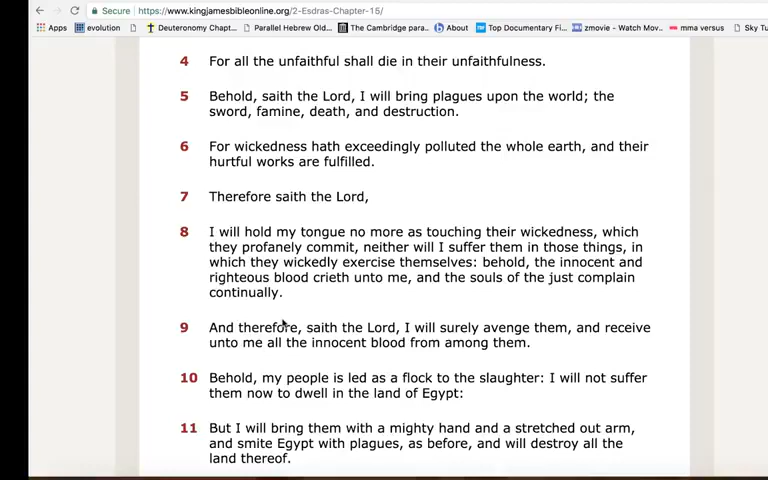 Secure https://www.kingjamesbibleonline.org/2-Esdras-Chapter-15/
Apps evolution Deuteronomy Chapt... Parallel Hebrew Old... The Cambridge para... About Top Documentary Fi... zmovie - Watch Mov... mma versus Sky Tu
4 For all the unfaithful shall die in their unfaithfulness.
5 Behold, saith the Lord, I will bring plagues upon the world; the
sword, famine, death, and destruction.
6 For wickedness hath exceedingly polluted the whole earth, and their
hurtful works are fulfilled.
7 Therefore saith the Lord,
8 I will hold my tongue no more as touching their wickedness, which
they profanely commit, neither will I suffer them in those things, in
which they wickedly exercise themselves: behold, the innocent and
righteous blood crieth unto me, and the souls of the just complain
continually.
9 And therefore, saith the Lord, I will surely avenge them, and receive
unto me all the innocent blood from among them.
10 Behold, my people is led as a flock to the slaughter: I will not suffer
them now to dwell in the land of Egypt:
11 But I will bring them with a mighty hand and a stretched out arm,
and smite Egypt with plagues, as before, and will destroy all the
land thereof.